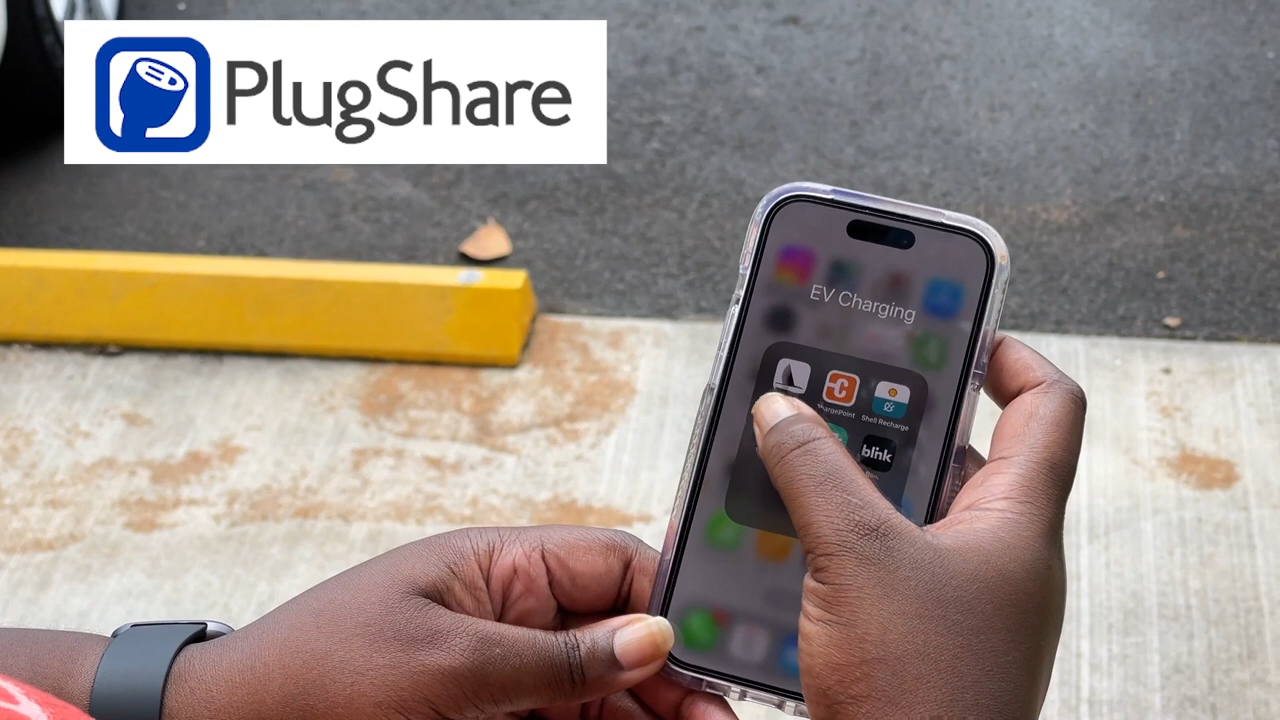 PlugShare
EV Charging
ChargePoint
Shell Recharge
blink